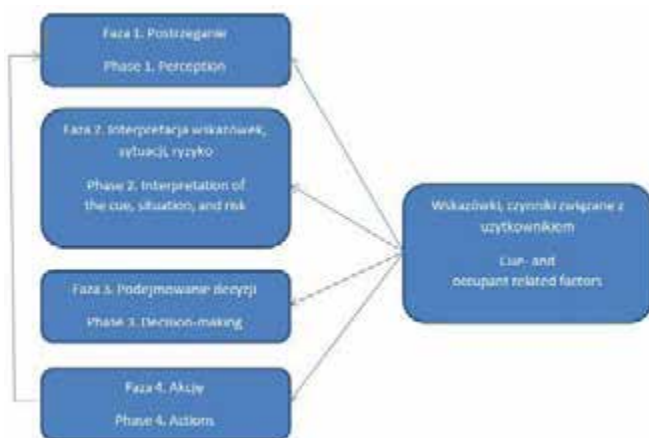 Faza 1. Postrzeganie
Phase 1. Perception
Faza 2. Interpretacja wskazówek,
sytuacji, ryzyko
Phase 2. Interpretation of
the cue, situation, and risk
Faza 3. Podejmowanie decyzji
Phase 3. Decision-making
Faza 4. Akcje
Phase 4. Actions
Wskazówki, czynniki związane z
użytkownikiem
Cue- and
occupant related factors